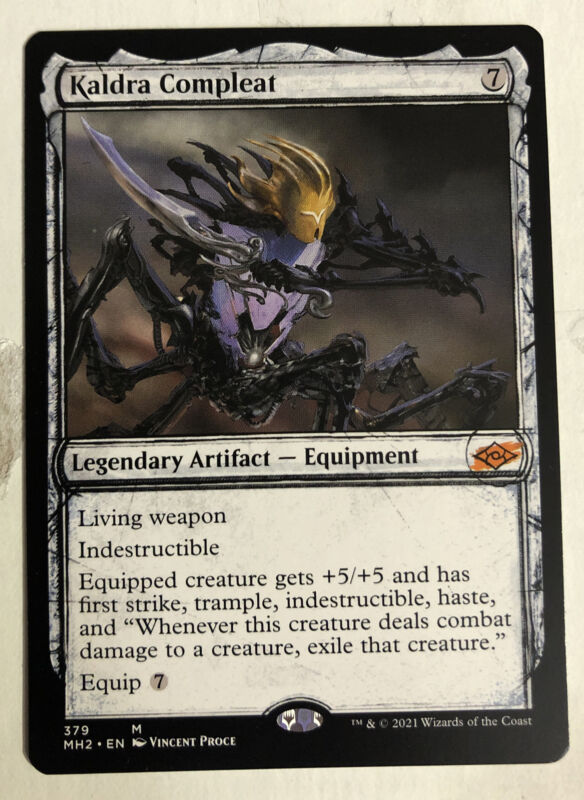 Kaldra Compleat 7
Legendary Artifact — Equipment
Living weapon
Indestructible
Equipped creature gets +5/+5 and has
first strike, trample, indestructible, haste,
and “Whenever this creature deals combat
damage to a creature, exile that creature.”
Equip 7
379 M
MH2 • EN Vincent Proce
™ & © 2021 Wizards of the Coast